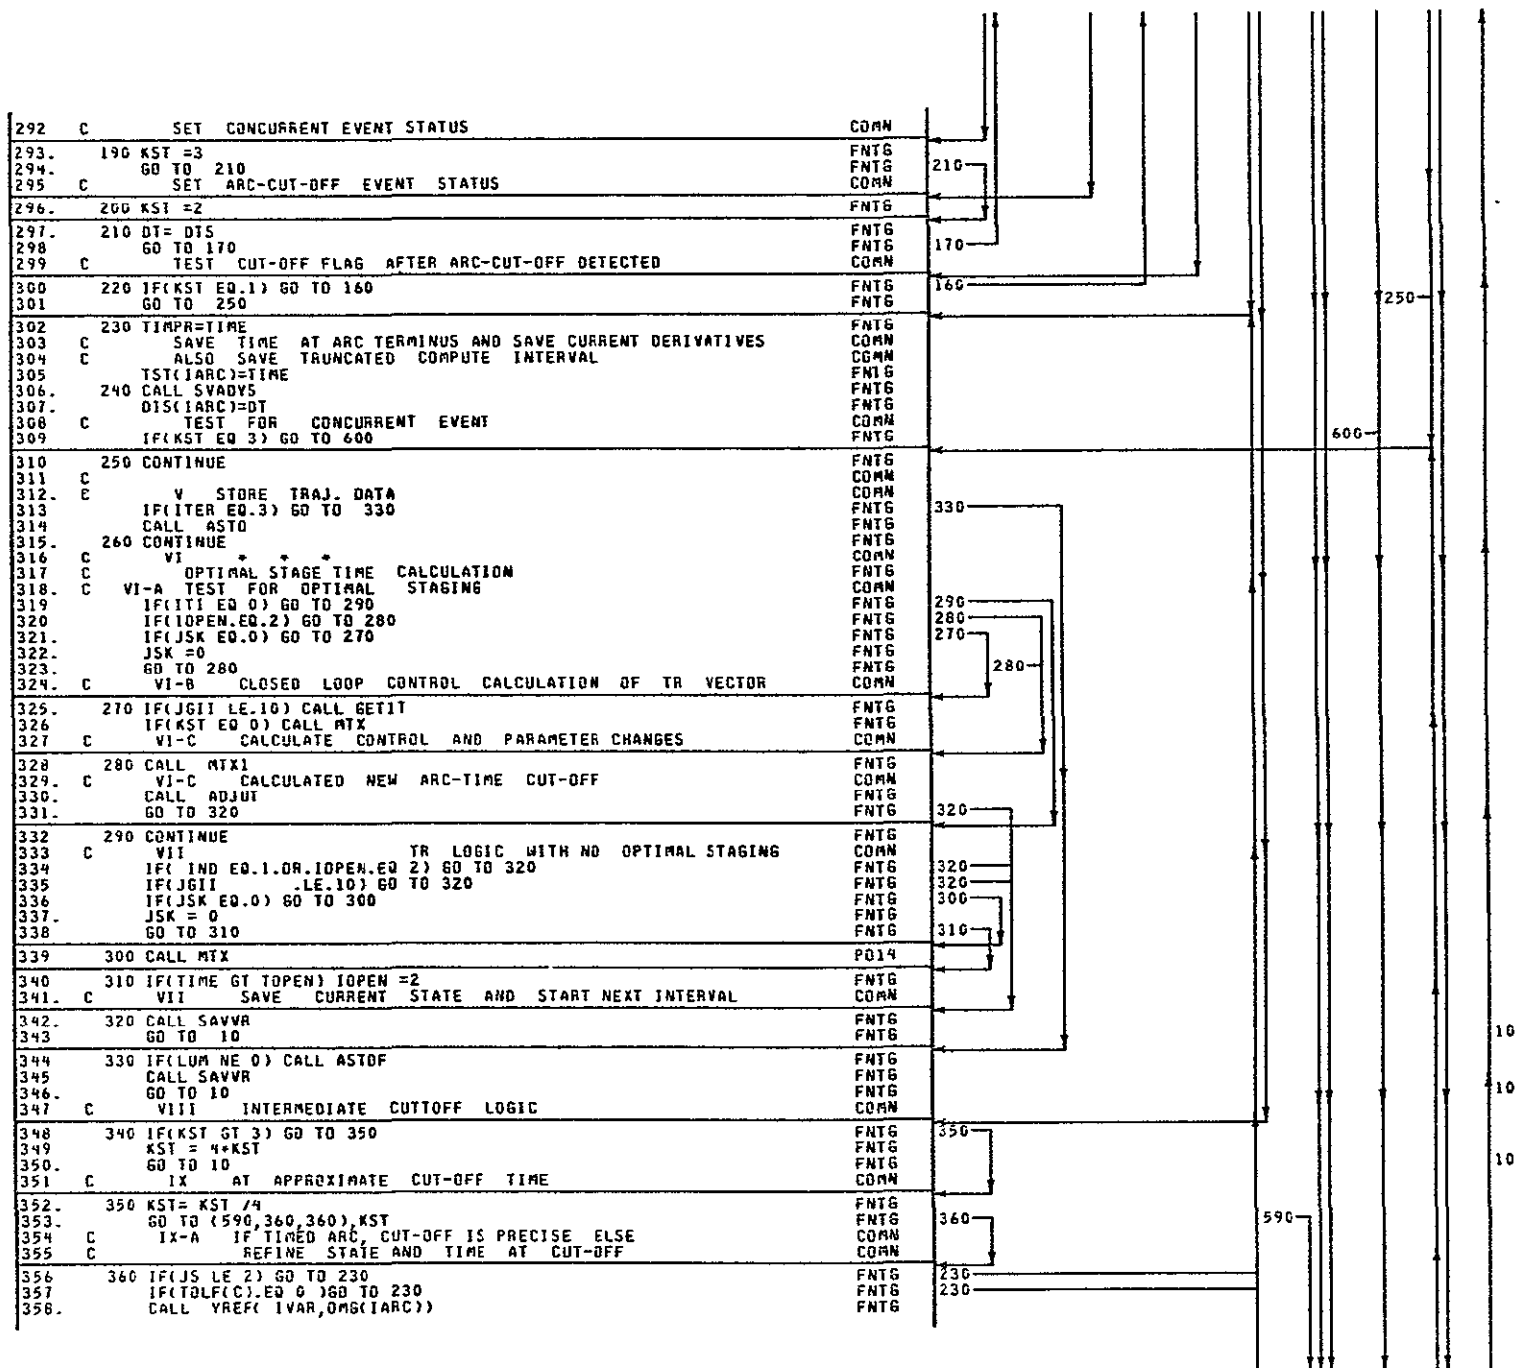 292 C SET CONCURRENT EVENT STATUS COMN
293. 190 KST =3 FNTG
294. GO TO 210 FNTG 210
295 C SET ARC-CUT-OFF EVENT STATUS COMN
296. 200 KST =2 FNTG
297. 210 DT= DTS FNTG
298 GO TO 170 FNTG 170
299 C TEST CUT-OFF FLAG AFTER ARC-CUT-OFF DETECTED COMN
300 220 IF(KST EQ.1) GO TO 160 FNTG 160
301 GO TO 250 FNTG 250
302 230 TIMPR=TIME FNTG
303 C SAVE TIME AT ARC TERMINUS AND SAVE CURRENT DERIVATIVES COMN
304 C ALSO SAVE TRUNCATED COMPUTE INTERVAL COMN
305 TST(IARC)=TIME FNTG
306. 240 CALL SVADYS FNTG
307. DIS(IARC)=DT FNTG
308 C TEST FOR CONCURRENT EVENT COMN
309 IF(KST EQ 3) GO TO 600 FNTG 600
310 250 CONTINUE FNTG
311 C COMN
312. C V STORE TRAJ. DATA COMN
313 IF(ITER EQ.3) GO TO 330 FNTG 330
314 CALL ASTO FNTG
315. 260 CONTINUE FNTG
316 C VI * * * COMN
317 C OPTIMAL STAGE TIME CALCULATION FNTG
318. C VI-A TEST FOR OPTIMAL STAGING COMN
319 IF(ITI EQ 0) GO TO 290 FNTG 290
320 IF(IOPEN.EQ.2) GO TO 280 FNTG 280
321. IF(JSK EQ.0) GO TO 270 FNTG 270
322. JSK =0 FNTG
323. GO TO 280 FNTG 280
324. C VI-B CLOSED LOOP CONTROL CALCULATION OF TR VECTOR COMN
325. 270 IF(JGII LE.10) CALL GETIT FNTG
326 IF(KST EQ 0) CALL MTX FNTG
327 C VI-C CALCULATE CONTROL AND PARAMETER CHANGES COMN
328 280 CALL MTX1 FNTG
329. C VI-C CALCULATED NEW ARC-TIME CUT-OFF COMN
330. CALL ADJUT FNTG
331. GO TO 320 FNTG 320
332 290 CONTINUE FNTG
333 C VII TR LOGIC WITH NO OPTIMAL STAGING COMN
334 IF( IND EQ.1.OR.IOPEN.EQ 2) GO TO 320 FNTG 320
335 IF(JGII .LE.10) GO TO 320 FNTG 320
336 IF(JSK EQ.0) GO TO 300 FNTG 300
337. JSK = 0 FNTG
338 GO TO 310 FNTG 310
339 300 CALL MTX PO14
340 310 IF(TIME GT TOPEN) IOPEN =2 FNTG
341. C VII SAVE CURRENT STATE AND START NEXT INTERVAL COMN
342. 320 CALL SAVVR FNTG
343 GO TO 10 FNTG 10
344 330 IF(LUM NE 0) CALL ASTOF FNTG
345 CALL SAVVR FNTG
346. GO TO 10 FNTG 10
347 C VIII INTERMEDIATE CUTTOFF LOGIC COMN
348 340 IF(KST GT 3) GO TO 350 FNTG 350
349 KST = 4*KST FNTG
350. GO TO 10 FNTG 10
351 C IX AT APPROXIMATE CUT-OFF TIME COMN
352. 350 KST= KST /4 FNTG
353. GO TO (590,360,360),KST FNTG 360 590
354 C IX-A IF TIMED ARC, CUT-OFF IS PRECISE ELSE COMN
355 C REFINE STATE AND TIME AT CUT-OFF COMN
356 360 IF(JS LE 2) GO TO 230 FNTG 230
357 IF(TOLF(C).EQ 0 )GO TO 230 FNTG 230
358. CALL YREF( IVAR,OMG(IARC)) FNTG